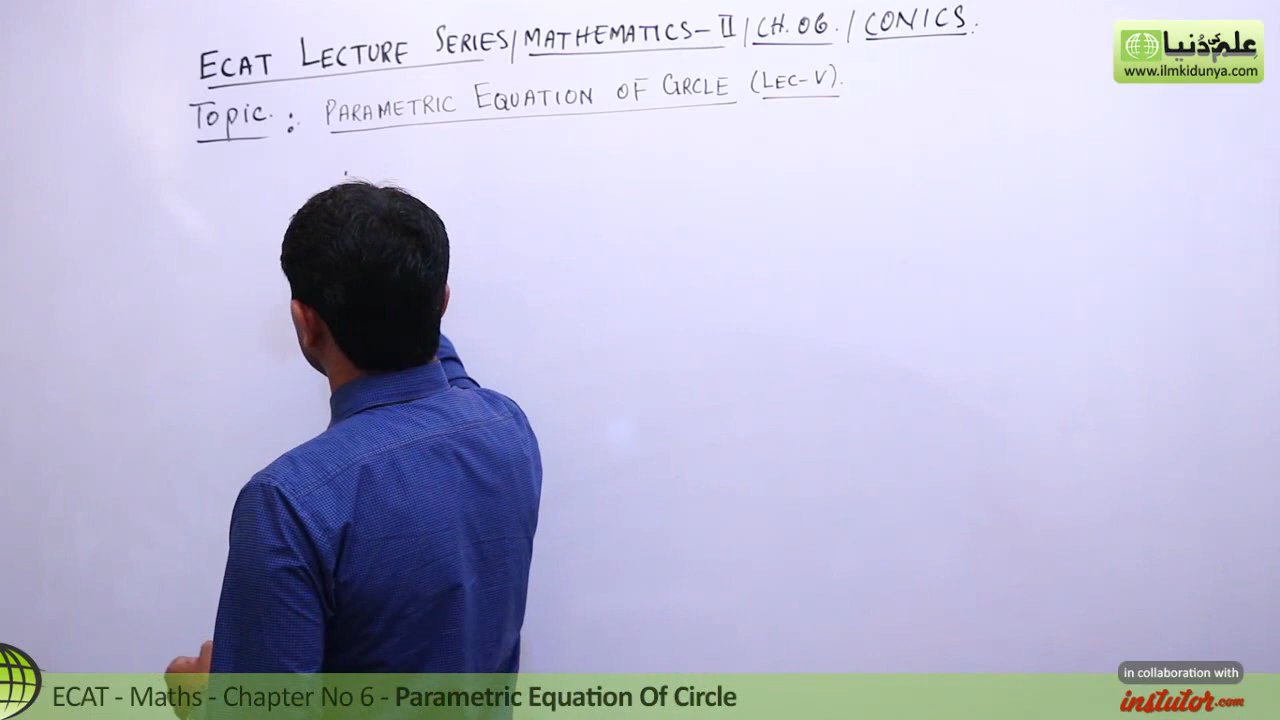 ECAT LECTURE SERIES/MATHEMATICS-II/CH.06./CONICS.
Topic: PARAMETRIC EQUATION OF CIRCLE (LEC-V).
علم کی دُنیا
www.ilmkidunya.com
In collaboration with
instutor.com
ECAT - Maths - Chapter No 6 - Parametric Equation Of Circle